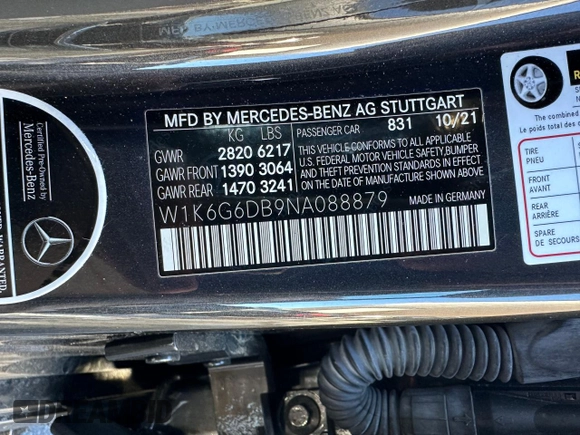 MFD BY MERCEDES-BENZ AG STUTTGART
KG LBS PASSENGER CAR 831 10/21
GVWR 2820 6217
GAWR FRONT 1390 3064
GAWR REAR 1470 3241
THIS VEHICLE CONFORMS TO ALL APPLICABLE
U.S. FEDERAL MOTOR VEHICLE SAFETY,BUMPER
AND THEFT PREVENTION STANDARDS IN EFFECT
ON THE DATE OF MANUFACTURE SHOWN ABOVE.
W1K6G6DB9NA088879 MADE IN GERMANY
Certified Pre-Owned by
Mercedes-Benz
The combined
Le poids total des
TIRE
PNEU
FRONT
AVANT
REAR
ARRIÈRE
SPARE
DE SECOURS